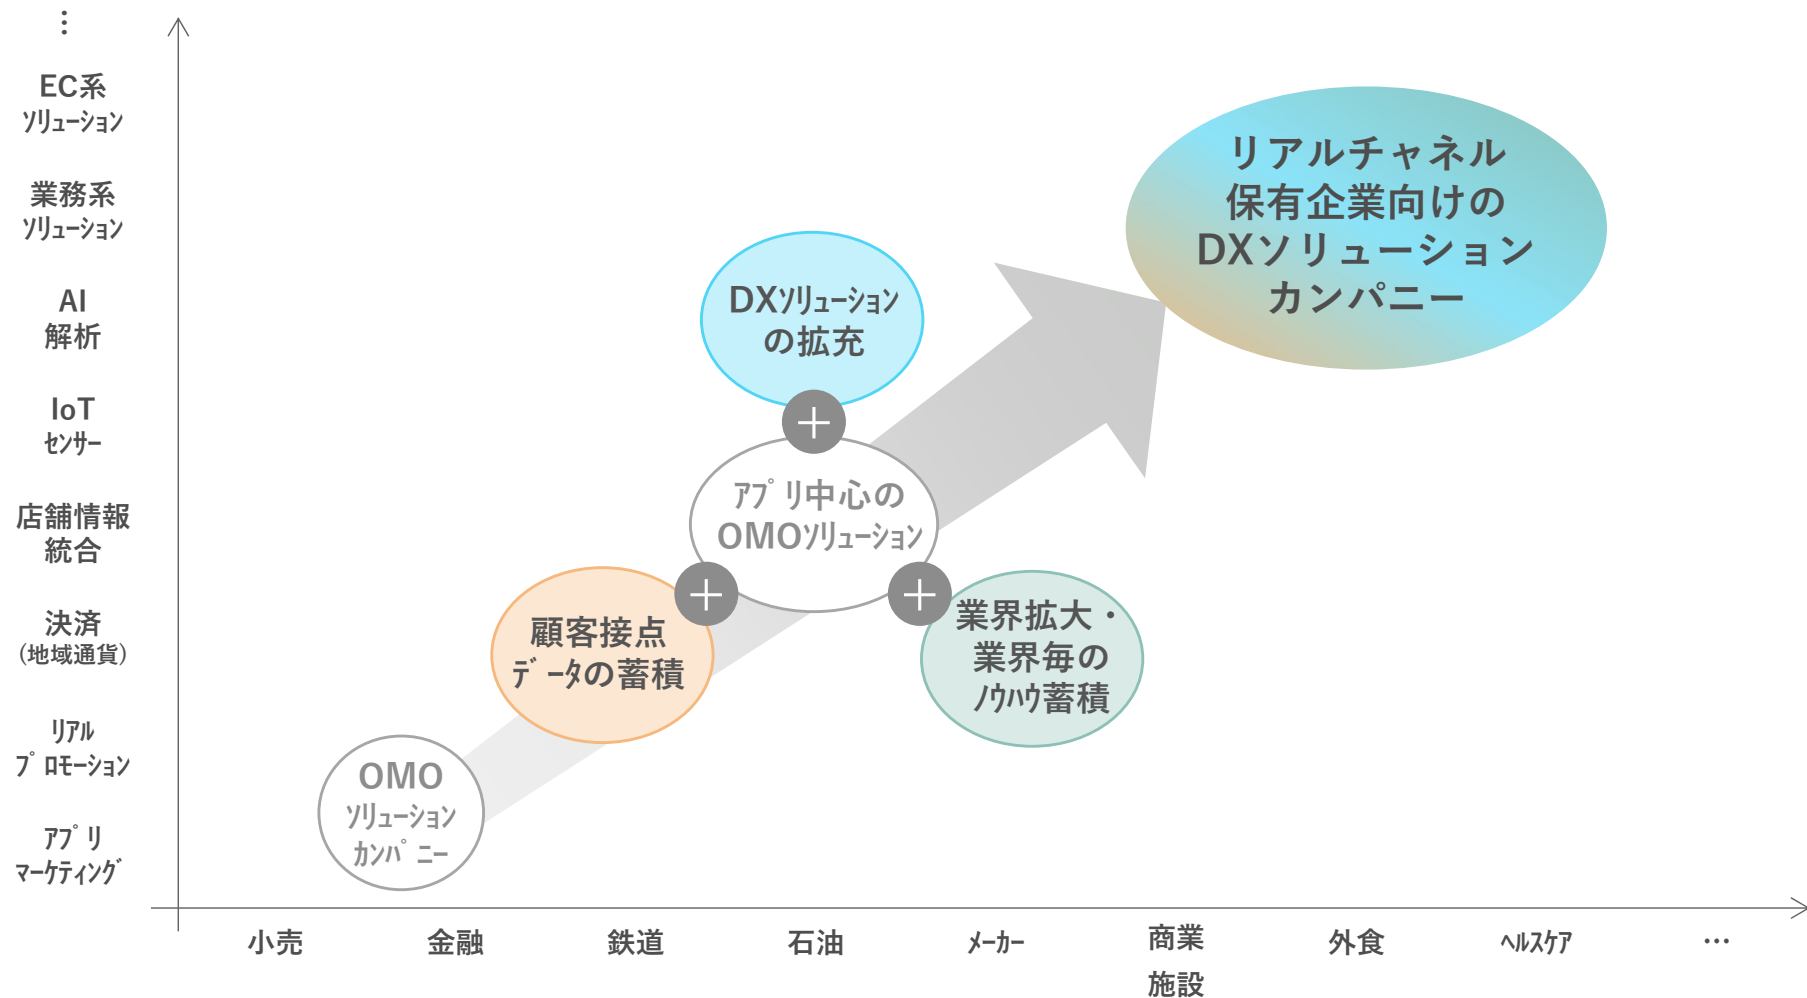 ⋮
EC系
ｿﾘｭｰｼｮﾝ
業務系
ｿﾘｭｰｼｮﾝ
AI
解析
IoT
ｾﾝｻｰ
店舗情報
統合
決済
(地域通貨)
ﾘｱﾙ
ﾌﾟﾛﾓｰｼｮﾝ
ｱﾌﾟﾘ
ﾏｰｹﾃｨﾝｸﾞ
リアルチャネル
保有企業向けの
DXソリューション
カンパニー
DXｿﾘｭｰｼｮﾝ
の拡充
＋
ｱﾌﾟﾘ中心の
OMOｿﾘｭｰｼｮﾝ
＋
＋
顧客接点
ﾃﾞｰﾀの蓄積
業界拡大・
業界毎の
ﾉｳﾊｳ蓄積
OMO
ｿﾘｭｰｼｮﾝ
ｶﾝﾊﾟﾆｰ
小売
金融
鉄道
石油
ﾒｰｶｰ
商業
施設
外食
ﾍﾙｽｹｱ
…